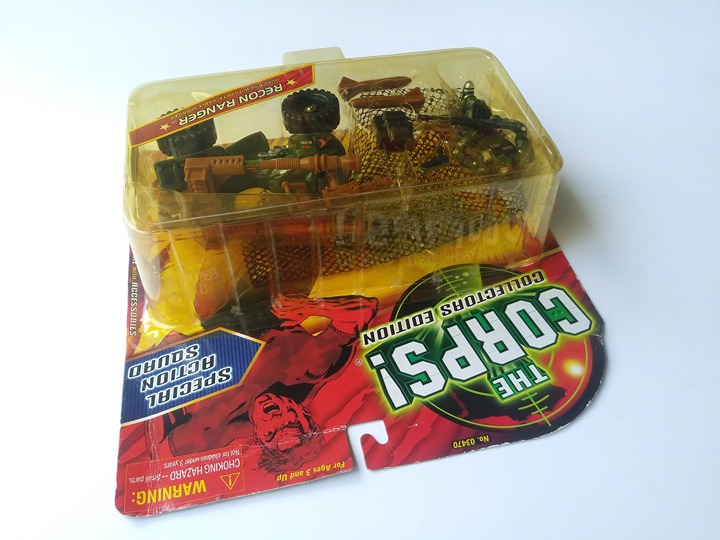 WARNING:
CHOKING HAZARD -- Small parts
Not for children under 3 years
For Ages 3 and Up
No. 03470
THE
CORPS!
®
COLLECTORS EDITION
SPECIAL
ACTION
SQUAD
ACCESSORIES
RECON RANGER